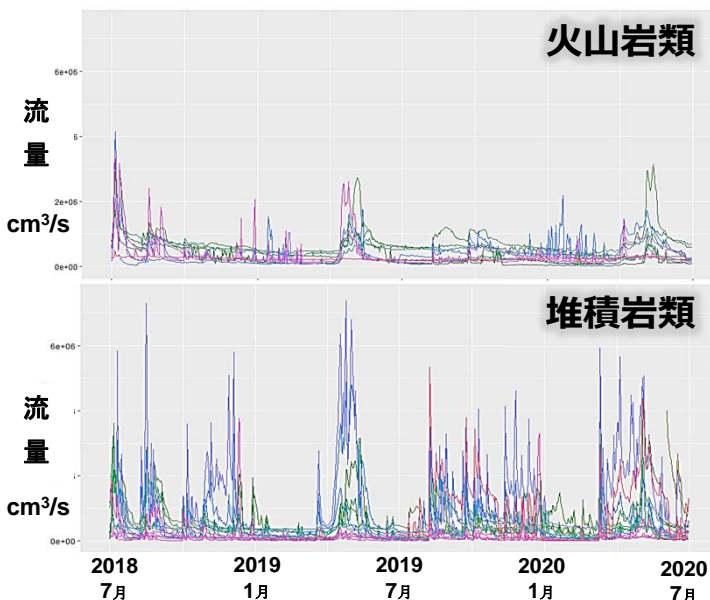 火山岩類
6e+06
流
量
cm³/s
2e+06
0e+00
堆積岩類
6e+06
流
量
cm³/s
0e+00
2018
7月
2019
1月
2019
7月
2020
1月
2020
7月